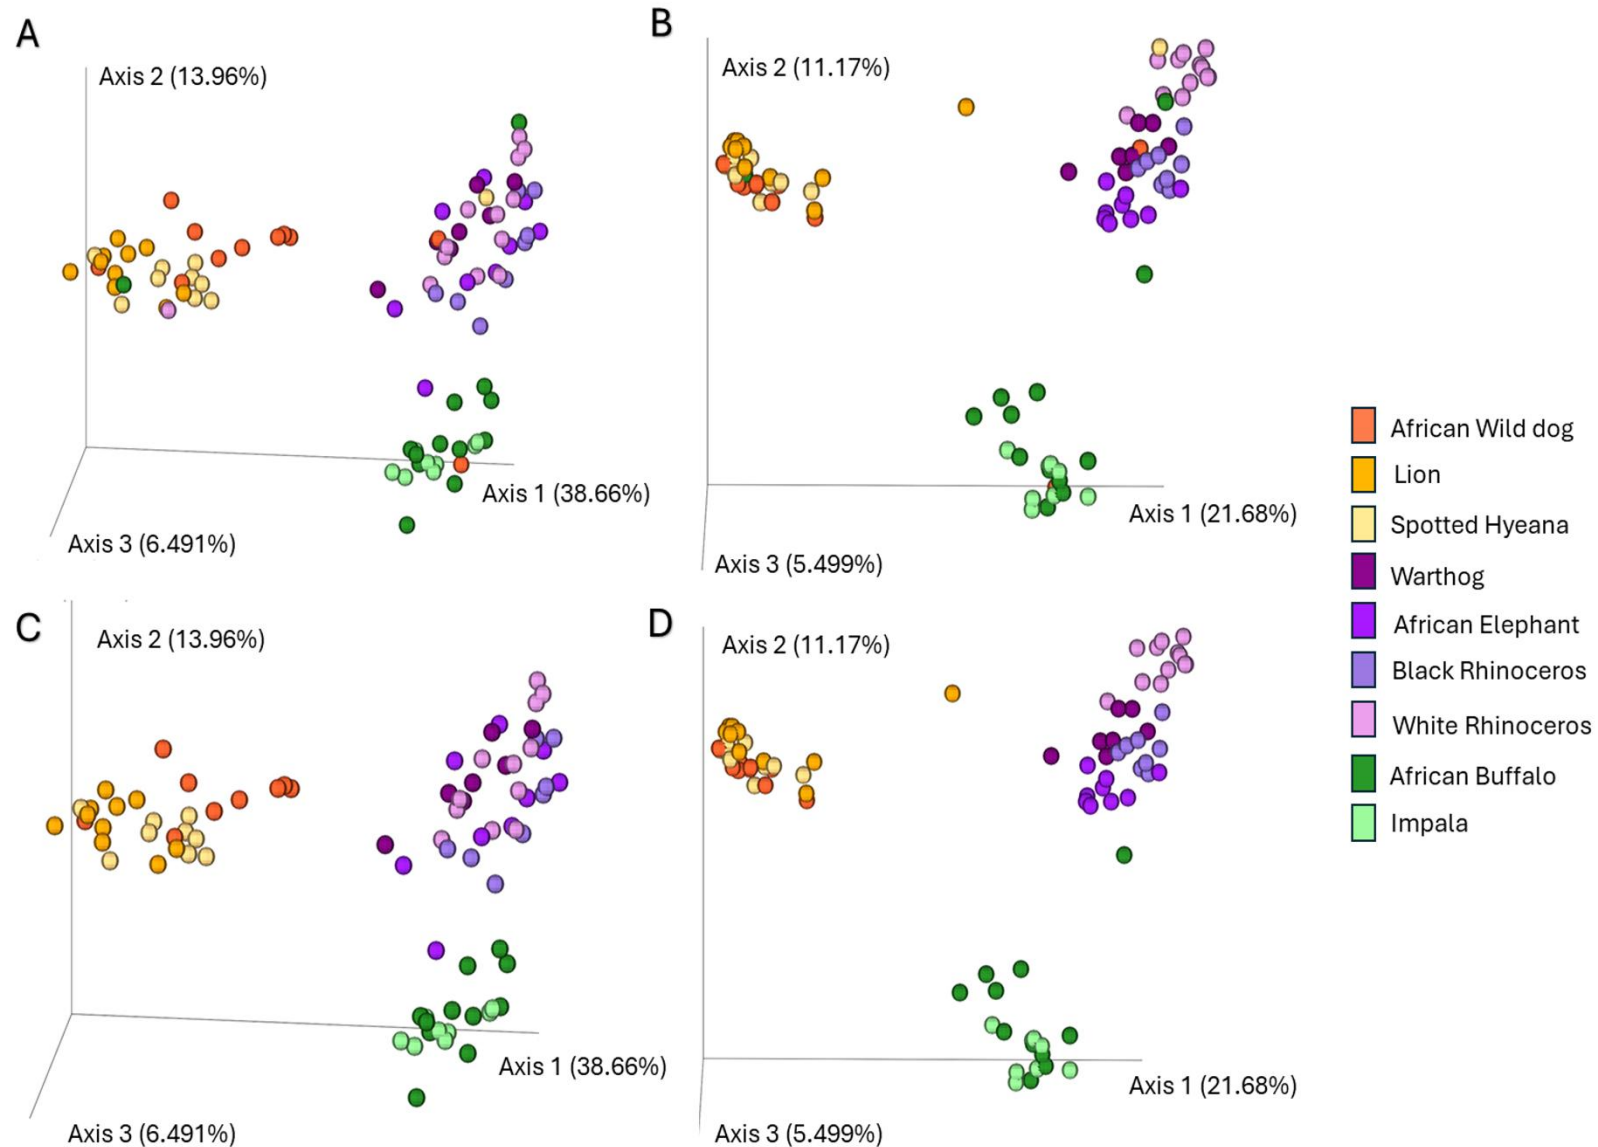 A
Axis 2 (13.96%)
Axis 1 (38.66%)
Axis 3 (6.491%)
B
Axis 2 (11.17%)
Axis 1 (21.68%)
Axis 3 (5.499%)
C
Axis 2 (13.96%)
Axis 1 (38.66%)
Axis 3 (6.491%)
D
Axis 2 (11.17%)
Axis 1 (21.68%)
Axis 3 (5.499%)
African Wild dog
Lion
Spotted Hyeana
Warthog
African Elephant
Black Rhinoceros
White Rhinoceros
African Buffalo
Impala